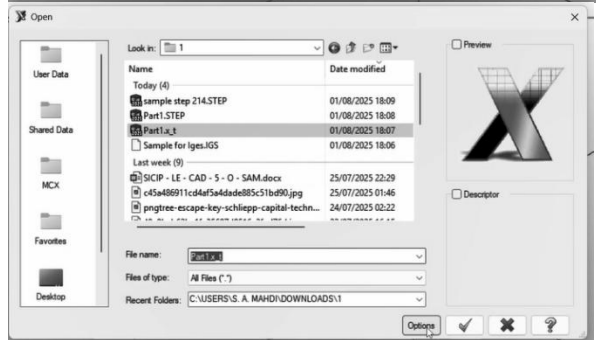 Open
Look in: 1
Name Date modified
Today (4)
sample step 214.STEP 01/08/2025 18:09
Part1.STEP 01/08/2025 18:08
Part1.x_t 01/08/2025 18:07
Sample for Iges.IGS 01/08/2025 18:06
Last week (9)
SICIP - LE - CAD - 5 - O - SAM.docx 25/07/2025 22:29
c45a486911cd4af5a4dade885c51bd90.jpg 25/07/2025 01:46
pngtree-escape-key-schliepp-capital-techn... 24/07/2025 02:22
User Data
Shared Data
MCX
Favorites
Desktop
Preview
Descriptor
File name: Part1.x_t
Files of type: All Files (*.*)
Recent Folders: C:\USERS\S. A. MAHDI\DOWNLOADS\1
Options